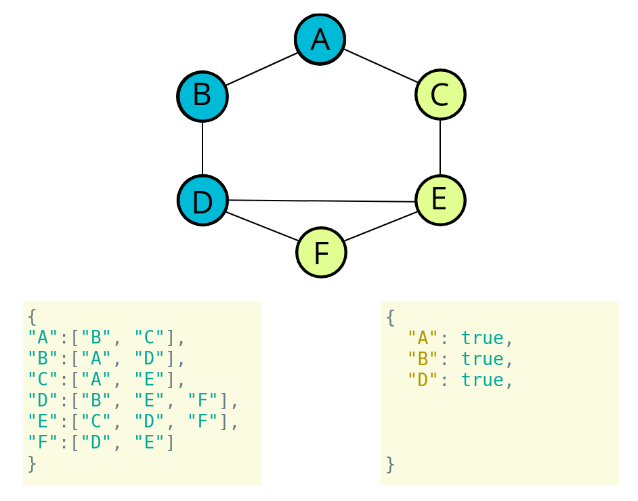 A
B
C
D
E
F
{
"A":["B", "C"],
"B":["A", "D"],
"C":["A", "E"],
"D":["B", "E", "F"],
"E":["C", "D", "F"],
"F":["D", "E"]
}
{
"A": true,
"B": true,
"D": true,
}